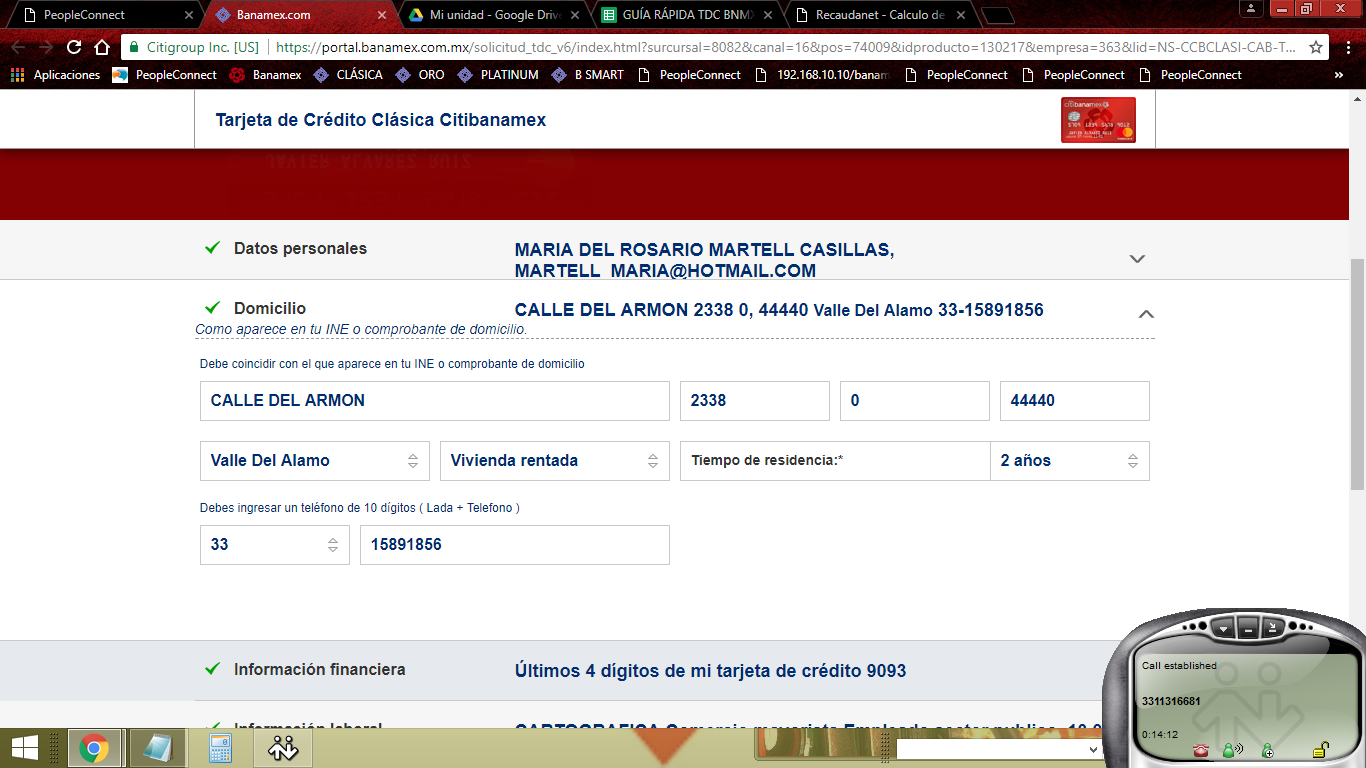 PeopleConnect
Banamex.com
Mi unidad - Google Drive
GUÍA RÁPIDA TDC BNMX
Recaudanet - Calculo de
Citigroup Inc. [US]
https://portal.banamex.com.mx/solicitud_tdc_v6/index.html?surcursal=8082&canal=16&pos=74009&idproducto=130217&empresa=363&lid=NS-CCBCLASI-CAB-T...
Aplicaciones PeopleConnect Banamex CLÁSICA ORO PLATINUM B SMART PeopleConnect 192.168.10.10/banam PeopleConnect PeopleConnect PeopleConnect »
Tarjeta de Crédito Clásica Citibanamex
citibanamex
JAVIER ALVAREZ RUIZ
Datos personales
MARIA DEL ROSARIO MARTELL CASILLAS,
MARTELL_MARIA@HOTMAIL.COM
Domicilio
CALLE DEL ARMON 2338 0, 44440 Valle Del Alamo 33-15891856
Como aparece en tu INE o comprobante de domicilio.
Debe coincidir con el que aparece en tu INE o comprobante de domicilio
CALLE DEL ARMON 2338 0 44440
Valle Del Alamo Vivienda rentada Tiempo de residencia:* 2 años
Debes ingresar un teléfono de 10 dígitos ( Lada + Telefono )
33 15891856
Información financiera
Últimos 4 dígitos de mi tarjeta de crédito 9093
Información laboral
CARTOGRAFICA Comercio mayorista Empleado sector publico
Call established
3311316681
0:14:12